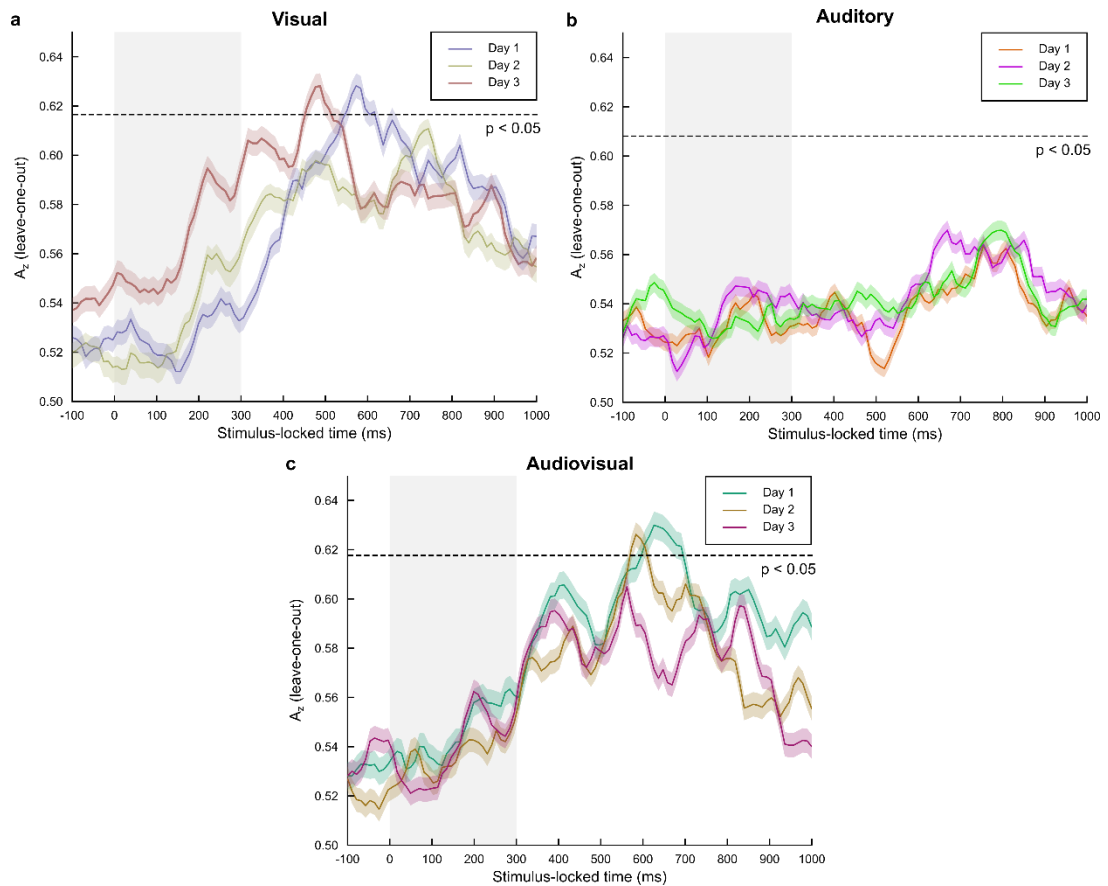 a
Visual
A_z (leave-one-out)
0.64
0.62
0.60
0.58
0.56
0.54
0.52
0.50
Day 1
Day 2
Day 3
p < 0.05
-100 0 100 200 300 400 500 600 700 800 900 1000
Stimulus-locked time (ms)
b
Auditory
A_z (leave-one-out)
0.64
0.62
0.60
0.58
0.56
0.54
0.52
0.50
Day 1
Day 2
Day 3
p < 0.05
-100 0 100 200 300 400 500 600 700 800 900 1000
Stimulus-locked time (ms)
c
Audiovisual
A_z (leave-one-out)
0.64
0.62
0.60
0.58
0.56
0.54
0.52
0.50
Day 1
Day 2
Day 3
p < 0.05
-100 0 100 200 300 400 500 600 700 800 900 1000
Stimulus-locked time (ms)